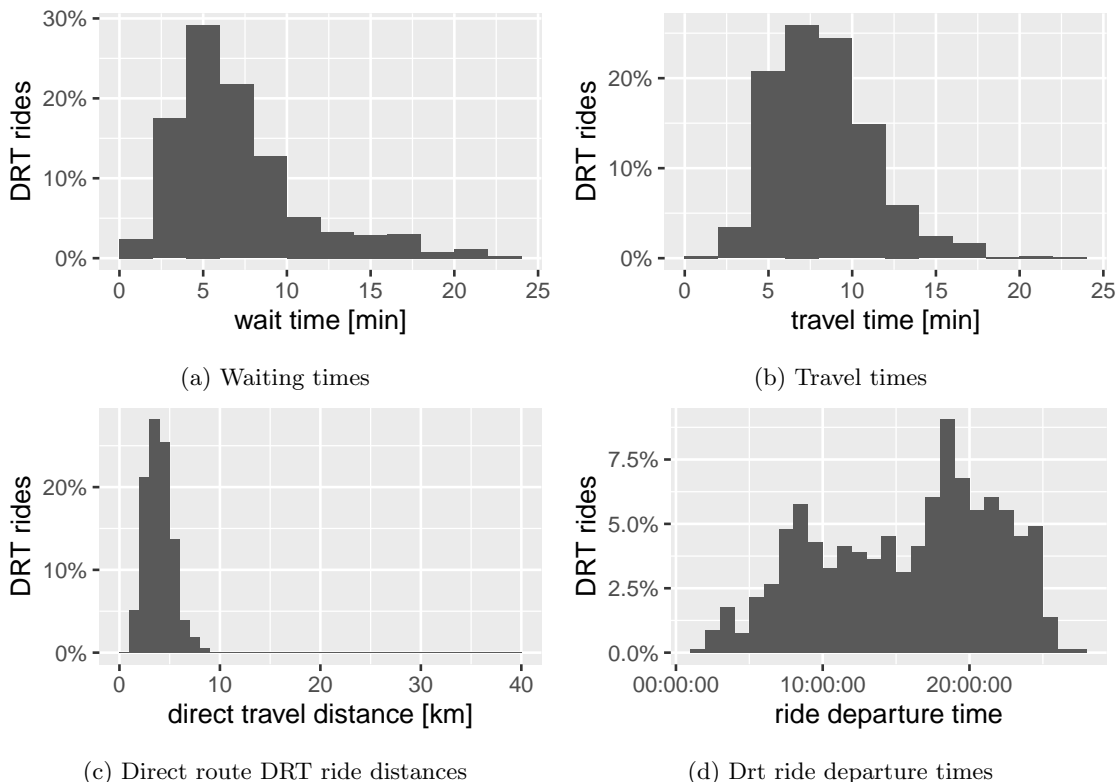 30%
20%
10%
0%
DRT rides
0 5 10 15 20 25
wait time [min]
(a) Waiting times
20%
10%
0%
DRT rides
0 5 10 15 20 25
travel time [min]
(b) Travel times
20%
10%
0%
DRT rides
0 10 20 30 40
direct travel distance [km]
(c) Direct route DRT ride distances
7.5%
5.0%
2.5%
0.0%
DRT rides
00:00:00 10:00:00 20:00:00
ride departure time
(d) Drt ride departure times